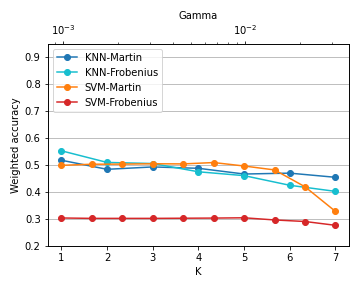 Gamma
10⁻³ 10⁻²
0.9
0.8
0.7
0.6
0.5
0.4
0.3
0.2
Weighted accuracy
KNN-Martin
KNN-Frobenius
SVM-Martin
SVM-Frobenius
1 2 3 4 5 6 7
K